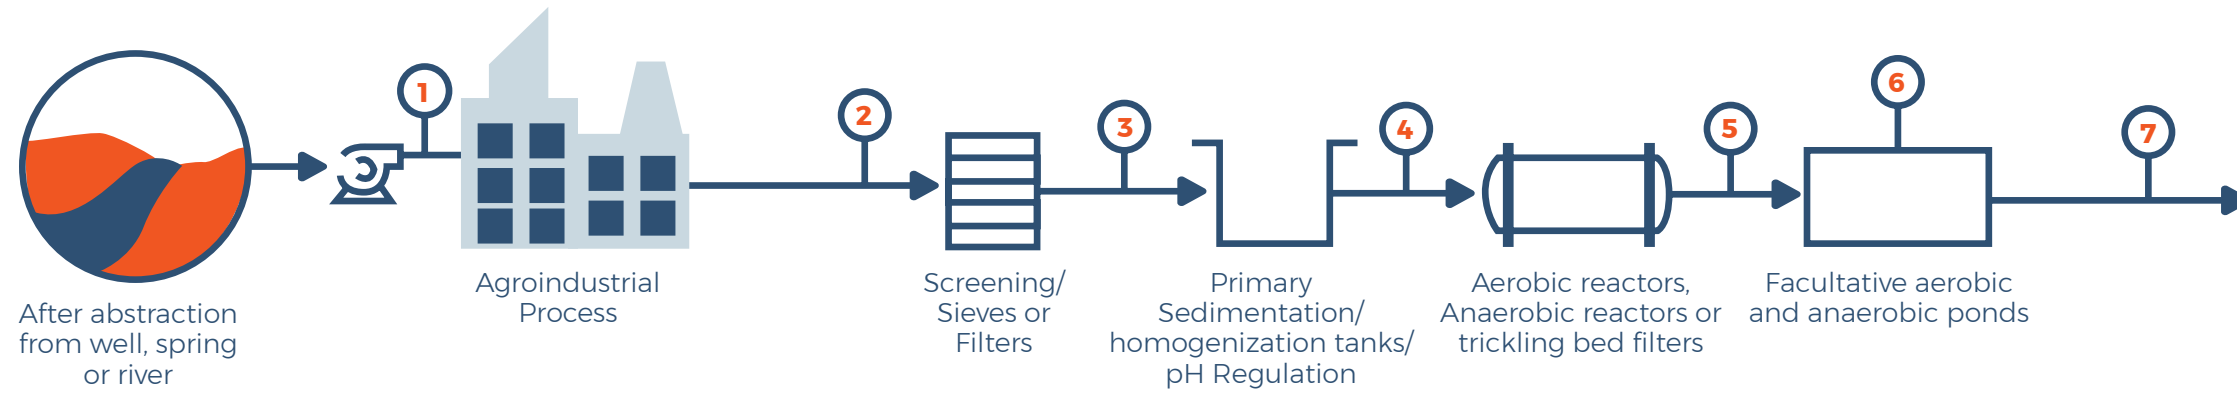 1
2
3
4
5
6
7
After abstraction
from well, spring
or river
Agroindustrial
Process
Screening/
Sieves or
Filters
Primary
Sedimentation/
homogenization tanks/
pH Regulation
Aerobic reactors,
Anaerobic reactors or
trickling bed filters
Facultative aerobic
and anaerobic ponds